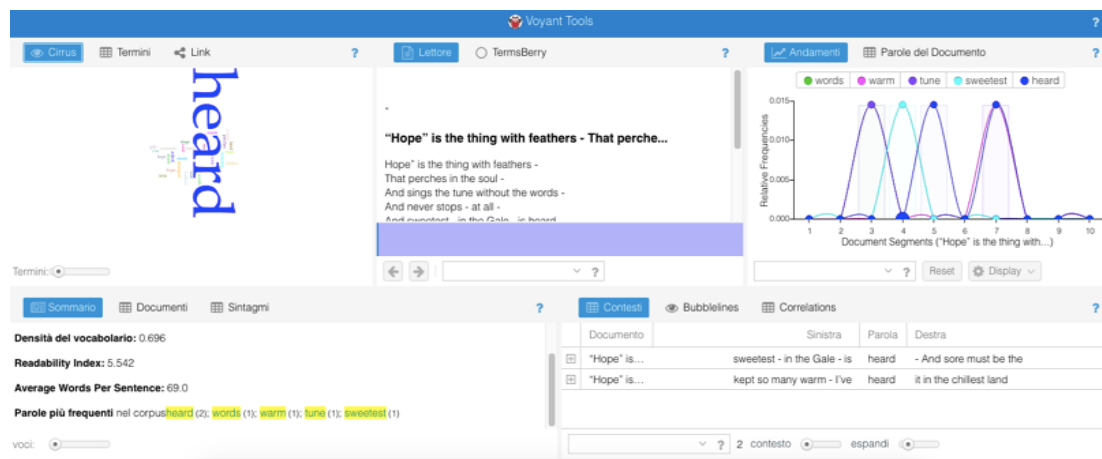 Voyant Tools
?
Cirrus
Termini
Link
?
heard
Termini:
Lettore
TermsBerry
?
-
“Hope” is the thing with feathers - That perche...
Hope” is the thing with feathers -
That perches in the soul -
And sings the tune without the words -
And never stops - at all -
And sweetest - in the Gale - is heard
?
Andamenti
Parole del Documento
?
words
warm
tune
sweetest
heard
0.015
0.010
0.005
0.000
Relative Frequencies
1 2 3 4 5 6 7 8 9 10
Document Segments (“Hope” is the thing with...)
? Reset Display
Sommario
Documenti
Sintagmi
?
Densità del vocabolario: 0.696
Readability Index: 5.542
Average Words Per Sentence: 69.0
Parole più frequenti nel corpusheard (2); words (1); warm (1); tune (1); sweetest (1)
voci:
Contesti
Bubblelines
Correlations
?
Documento Sinistra Parola Destra
“Hope” is... sweetest - in the Gale - is heard - And sore must be the
“Hope” is... kept so many warm - I've heard it in the chillest land
? 2 contesto espandi